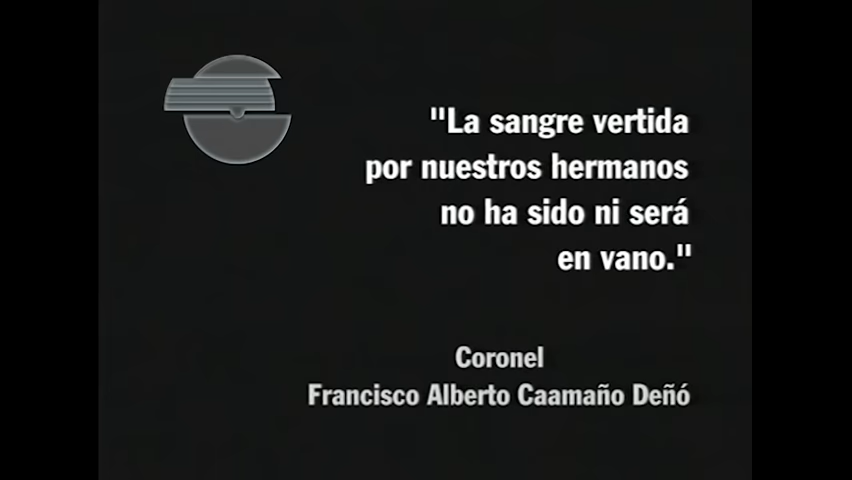 "La sangre vertida
por nuestros hermanos
no ha sido ni será
en vano."
Coronel
Francisco Alberto Caamaño Deñó